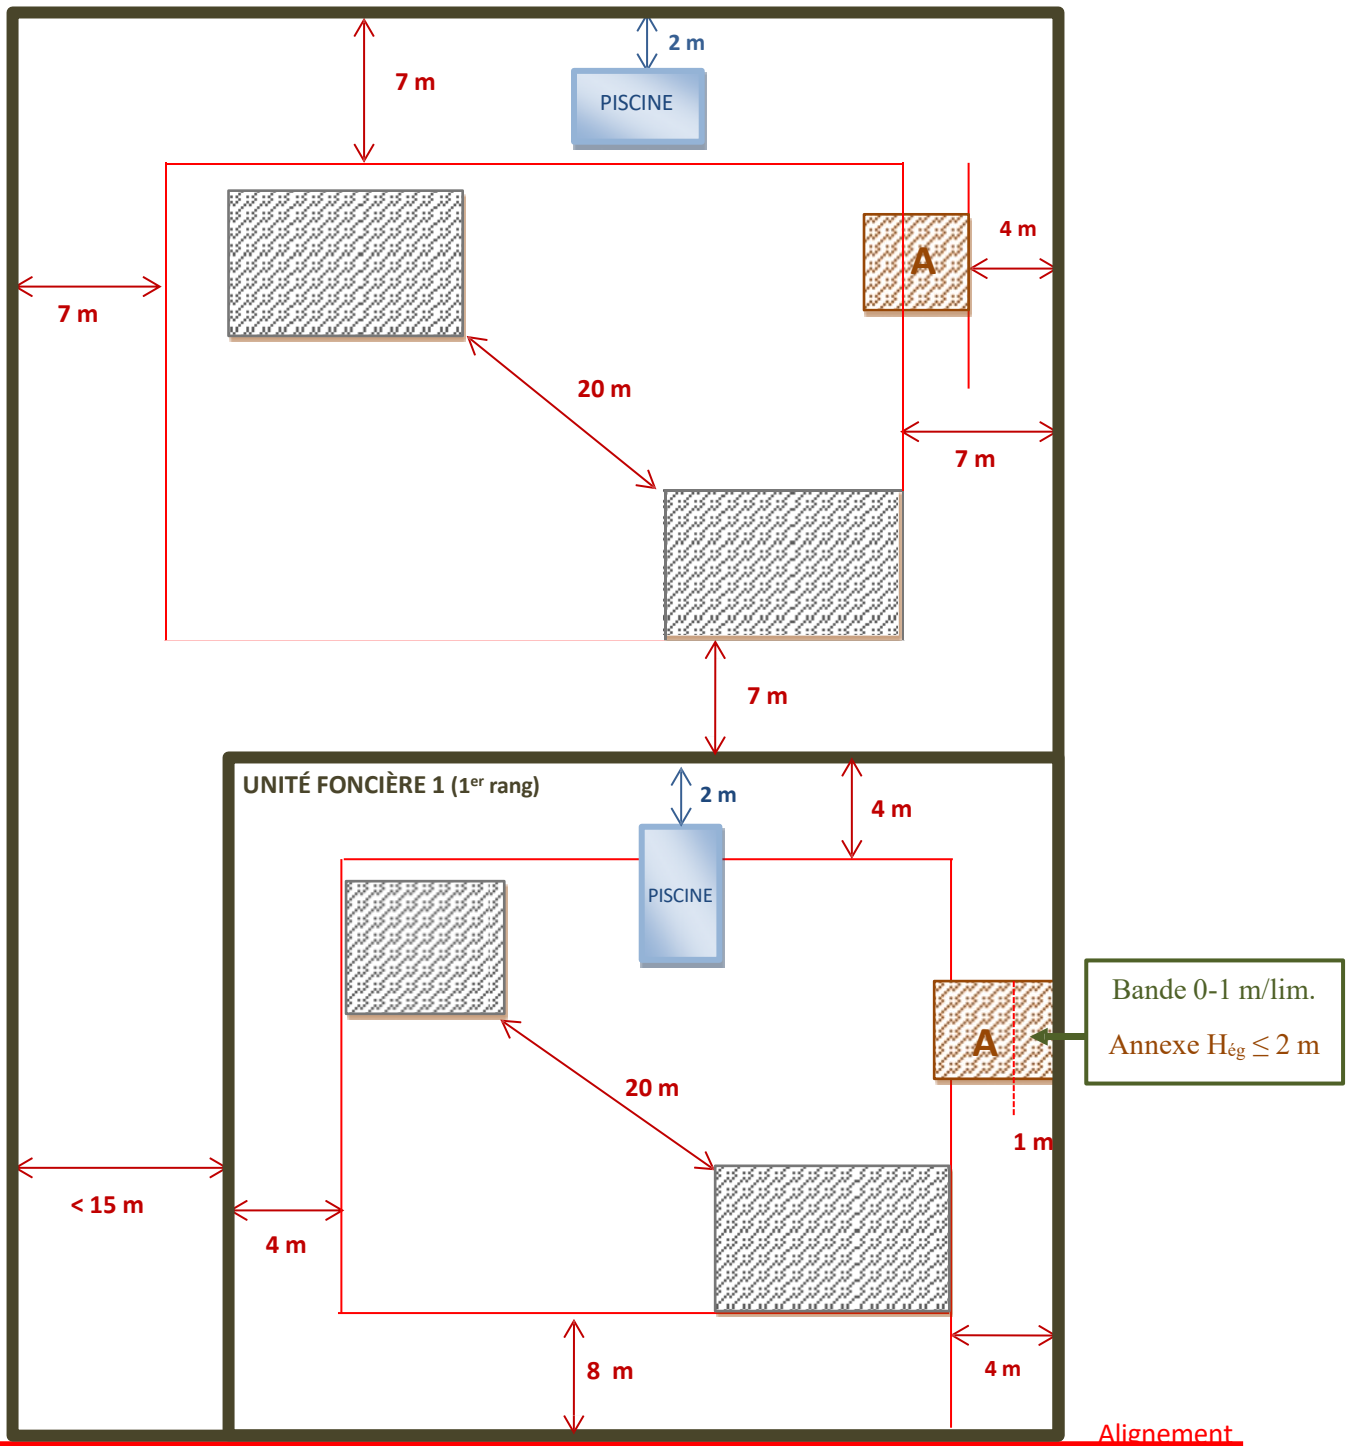 2 m
7 m
PISCINE
4 m
A
7 m
20 m
7 m
7 m
UNITÉ FONCIÈRE 1 (1er rang)
2 m
4 m
PISCINE
Bande 0-1 m/lim.
Annexe Hég ≤ 2 m
A
20 m
1 m
< 15 m
4 m
4 m
8 m
Alignement